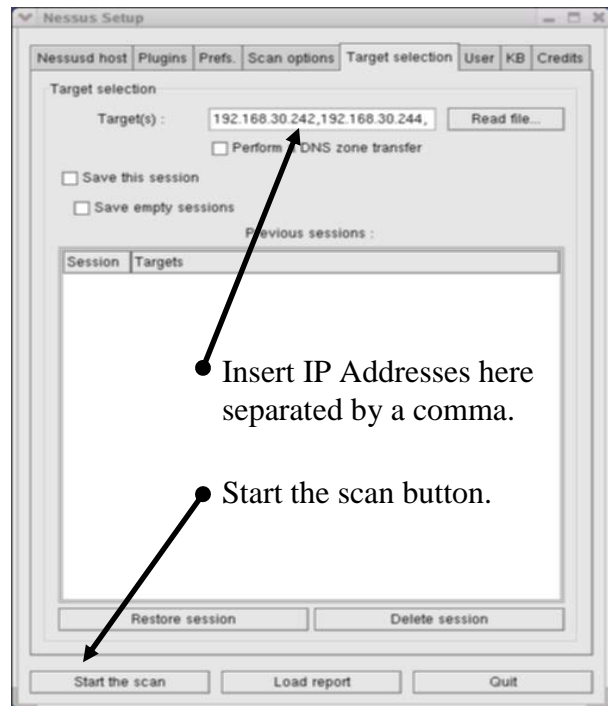 Nessus Setup
Nessusd host Plugins Prefs. Scan options Target selection User KB Credits
Target selection
Target(s) : 192.168.30.242,192.168.30.244, Read file...
Perform a DNS zone transfer
Save this session
Save empty sessions
Previous sessions :
Session Targets
Insert IP Addresses here
separated by a comma.
Start the scan button.
Restore session Delete session
Start the scan Load report Quit